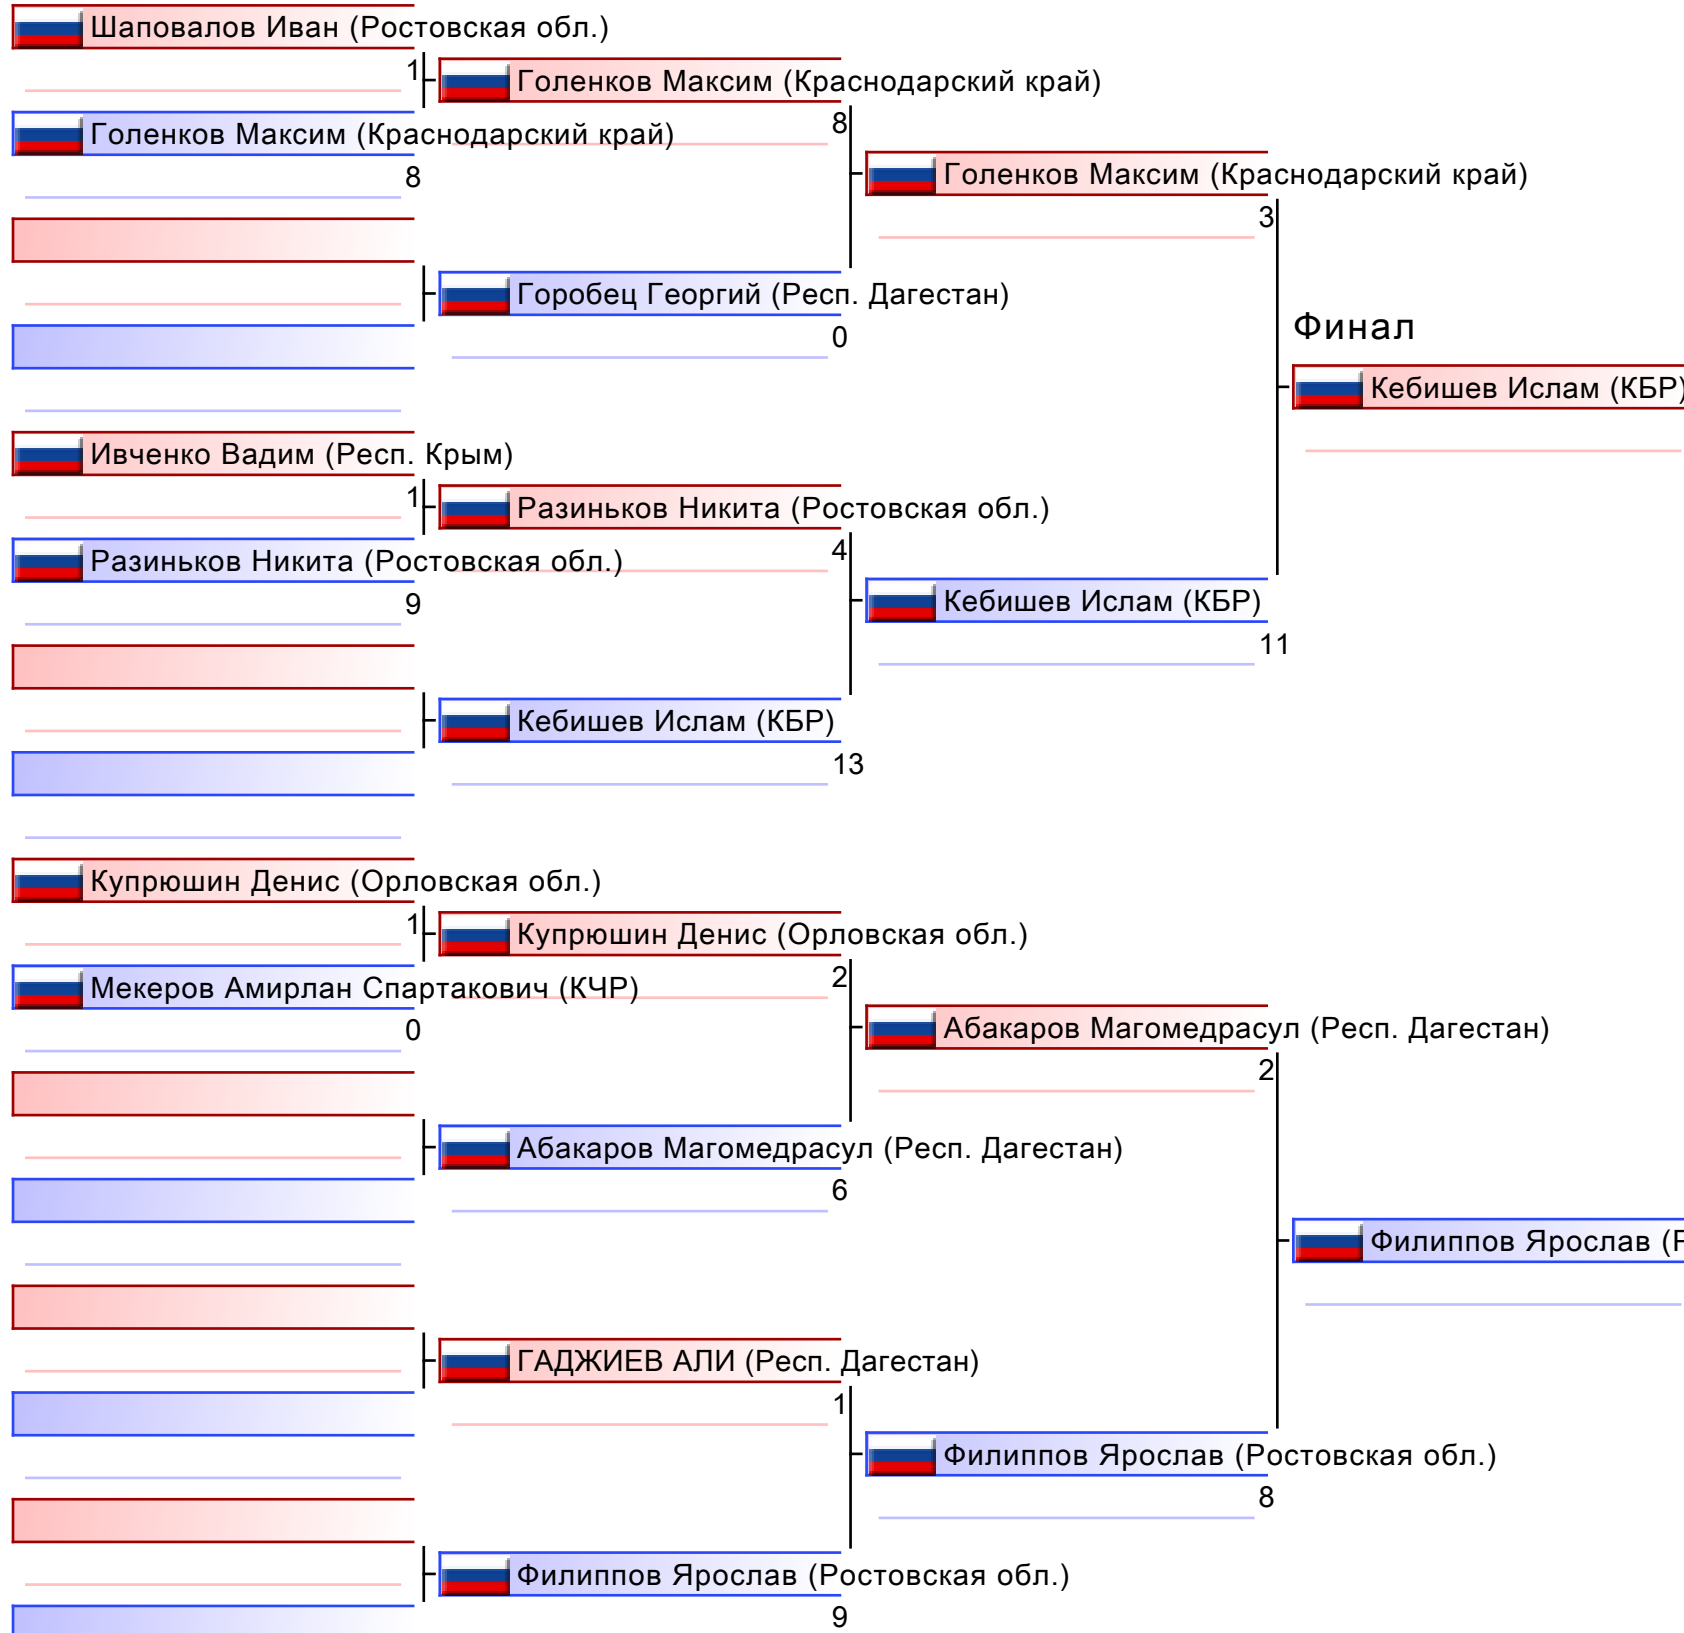 Шаповалов Иван (Ростовская обл.)
1
Голенков Максим (Краснодарский край)
8
Ивченко Вадим (Респ. Крым)
1
Разиньков Никита (Ростовская обл.)
9
Купрюшин Денис (Орловская обл.)
1
Мекеров Амирлан Спартакович (КЧР)
0
Голенков Максим (Краснодарский край)
8
Горобец Георгий (Респ. Дагестан)
0
Разиньков Никита (Ростовская обл.)
4
Кебишев Ислам (КБР)
13
Купрюшин Денис (Орловская обл.)
2
Абакаров Магомедрасул (Респ. Дагестан)
6
ГАДЖИЕВ АЛИ (Респ. Дагестан)
1
Филиппов Ярослав (Ростовская обл.)
9
Голенков Максим (Краснодарский край)
3
Кебишев Ислам (КБР)
11
Абакаров Магомедрасул (Респ. Дагестан)
2
Филиппов Ярослав (Ростовская обл.)
8
Финал
Кебишев Ислам (КБР)
Филиппов Ярослав (